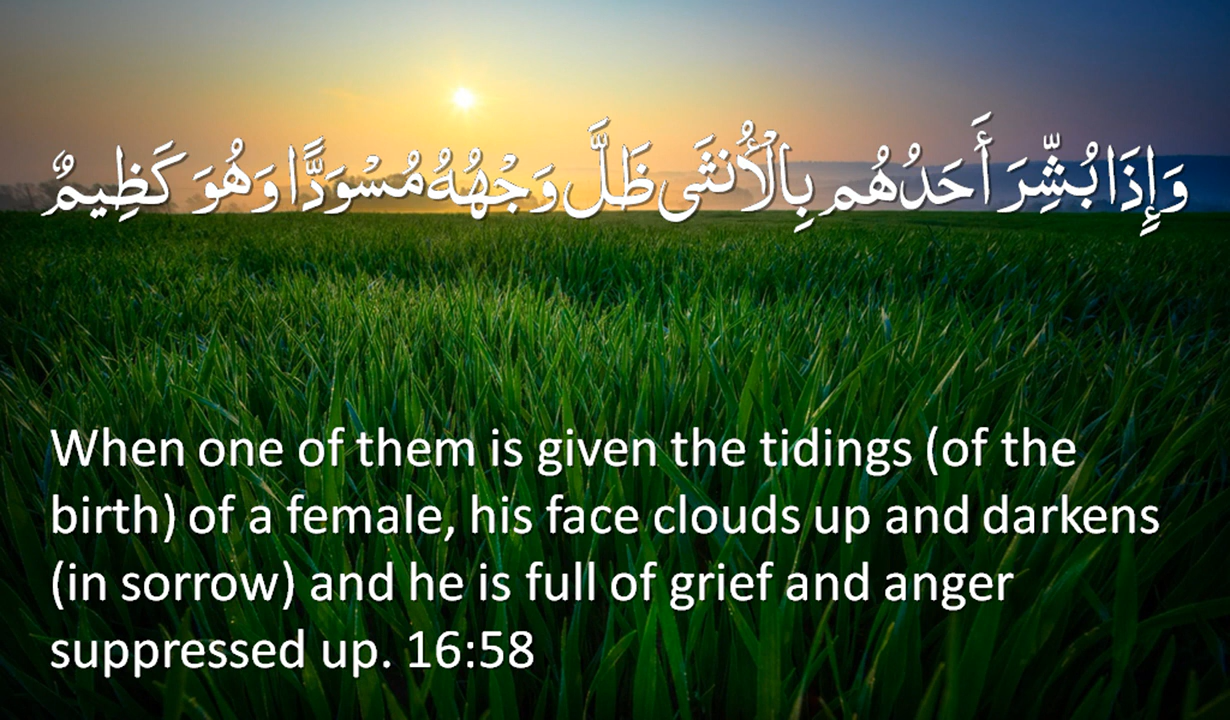 وَإِذَا بُشِّرَ أَحَدُهُم بِالْأُنثَى ظَلَّ وَجْهُهُ مُسْوَدًّا وَهُوَ كَظِيمٌ
When one of them is given the tidings (of the
birth) of a female, his face clouds up and darkens
(in sorrow) and he is full of grief and anger
suppressed up. 16:58